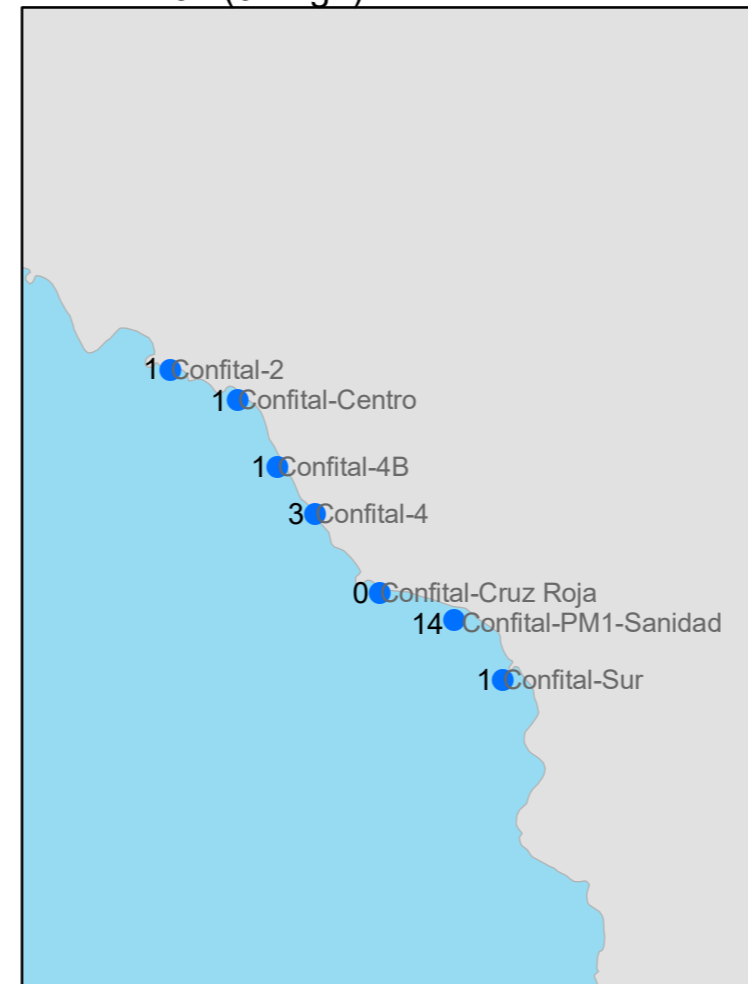 1 Confital-2
1 Confital-Centro
1 Confital-4B
3 Confital-4
0 Confital-Cruz Roja
14 Confital-PM1-Sanidad
1 Confital-Sur